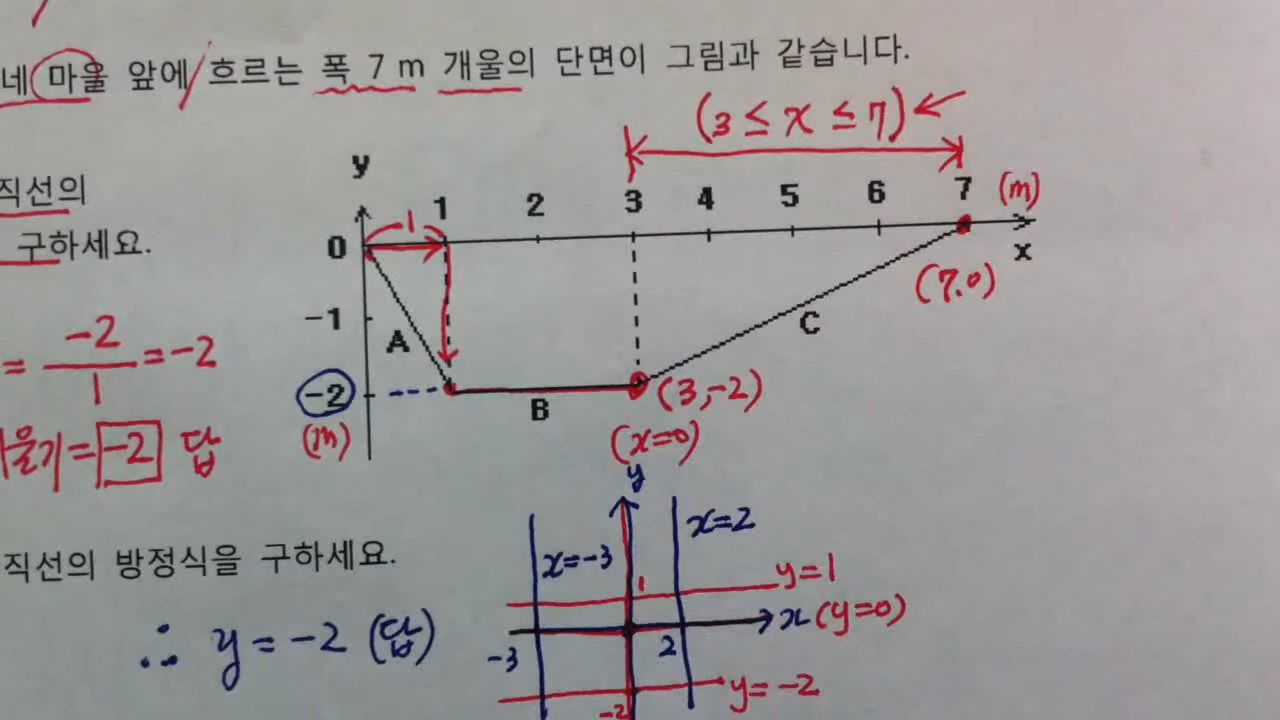 네 마을 앞에 흐르는 폭 7 m 개울의 단면이 그림과 같습니다.
(3 ≤ x ≤ 7)
y
직선의
1 2 3 4 5 6 7 (m)
1
구하세요.
0
x
(7.0)
-1
A
C
= -2/1 = -2
-2
(3,-2)
B
(m)
(x=0)
울기= -2 답
y
x=2
직선의 방정식을 구하세요.
x=-3
y=1
1
x (y=0)
∴ y = -2 (답)
-3
2
y=-2
-2